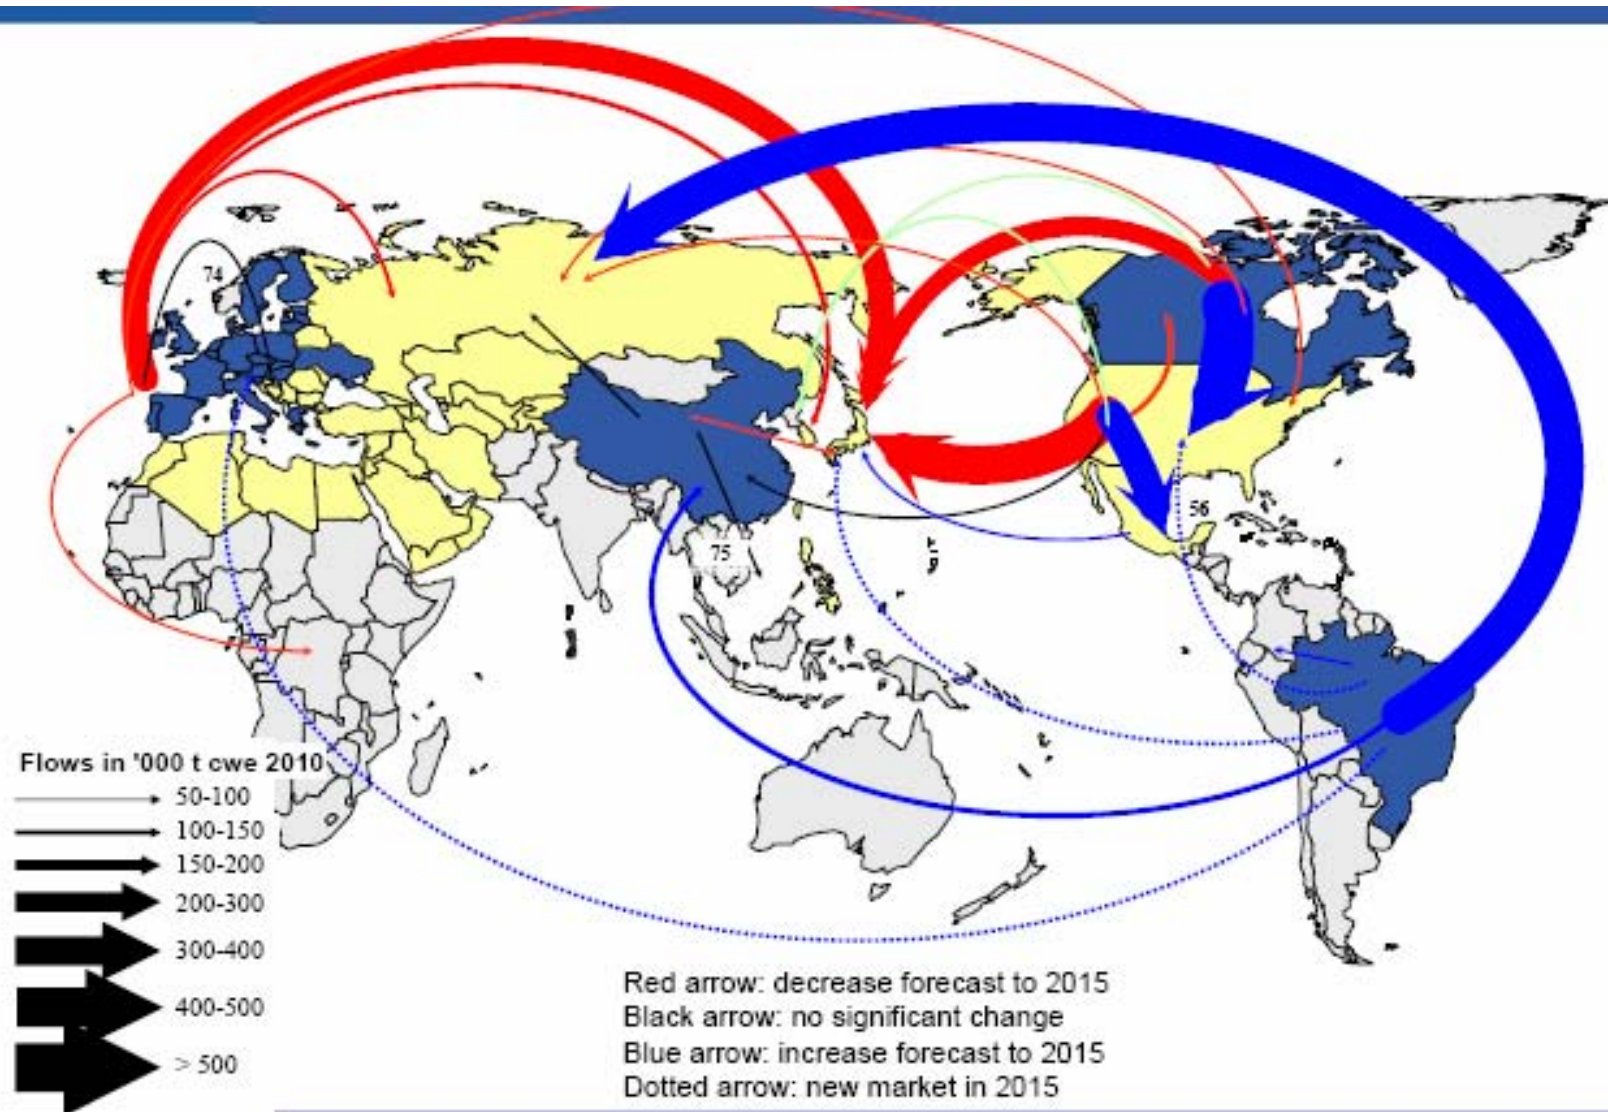 74
56
75
Flows in '000 t cwe 2010
50-100
100-150
150-200
200-300
300-400
400-500
> 500
Red arrow: decrease forecast to 2015
Black arrow: no significant change
Blue arrow: increase forecast to 2015
Dotted arrow: new market in 2015